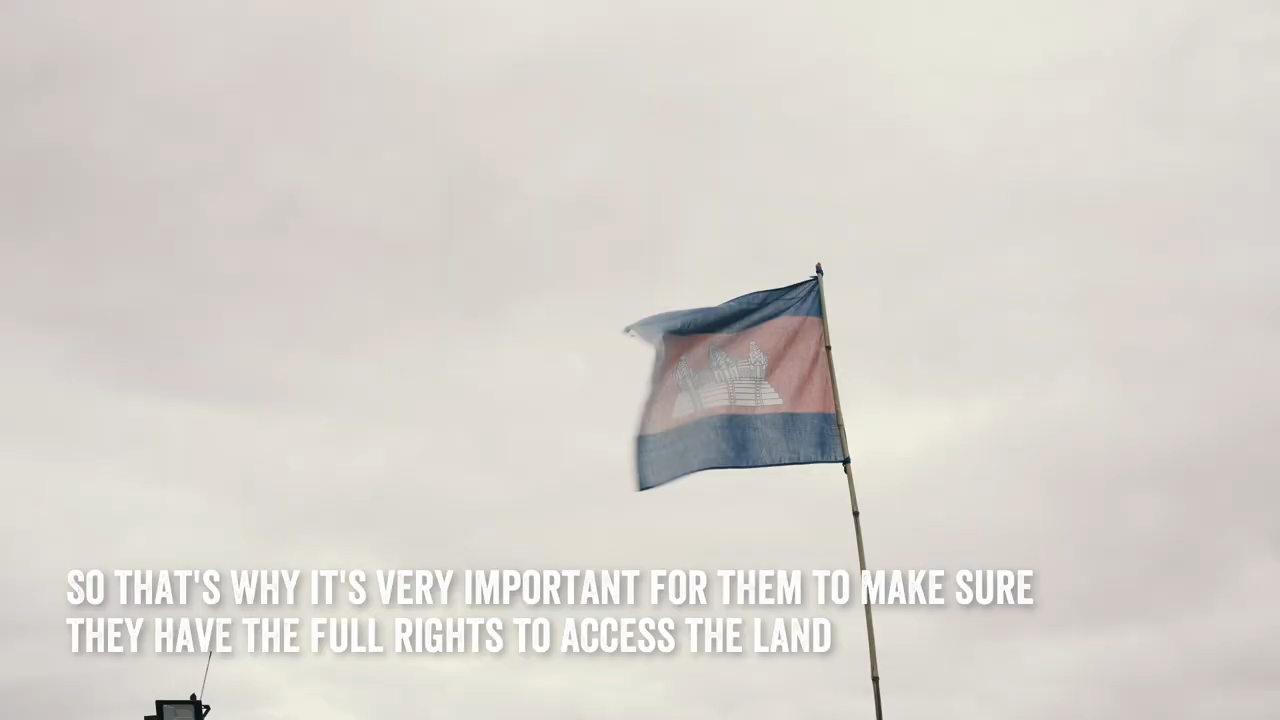 SO THAT'S WHY IT'S VERY IMPORTANT FOR THEM TO MAKE SURE
THEY HAVE THE FULL RIGHTS TO ACCESS THE LAND